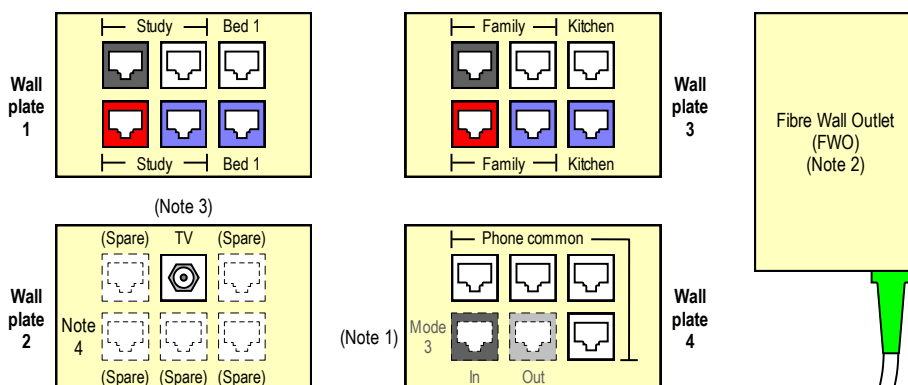 Study Bed 1
Wall
plate
1
Study Bed 1
Family Kitchen
Wall
plate
3
Family Kitchen
Fibre Wall Outlet
(FWO)
(Note 2)
(Note 3)
(Spare) TV (Spare)
Wall
plate
2
Note
4
(Spare) (Spare) (Spare)
(Note 1)
Phone common
Mode
3
In Out
Wall
plate
4